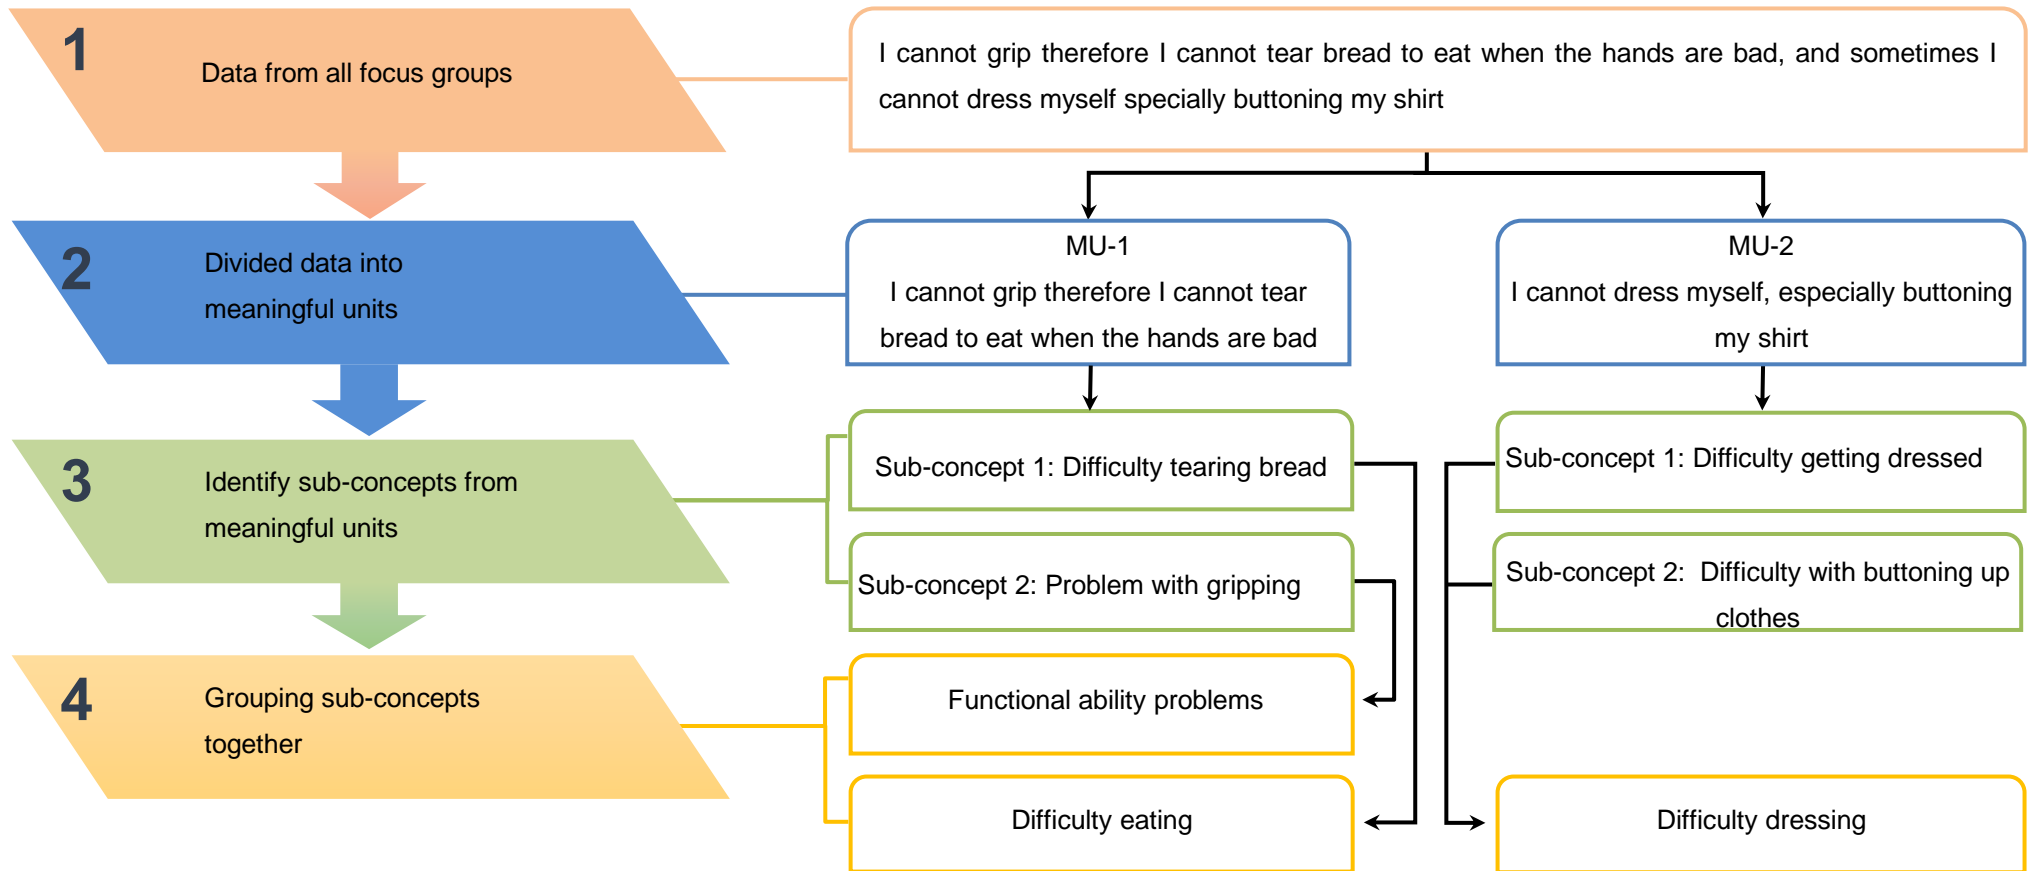 1
Data from all focus groups
I cannot grip therefore I cannot tear bread to eat when the hands are bad, and sometimes I
cannot dress myself specially buttoning my shirt
2
Divided data into
meaningful units
MU-1
I cannot grip therefore I cannot tear
bread to eat when the hands are bad
MU-2
I cannot dress myself, especially buttoning
my shirt
3
Identify sub-concepts from
meaningful units
Sub-concept 1: Difficulty tearing bread
Sub-concept 2: Problem with gripping
Sub-concept 1: Difficulty getting dressed
Sub-concept 2:  Difficulty with buttoning up
clothes
4
Grouping sub-concepts
together
Functional ability problems
Difficulty eating
Difficulty dressing